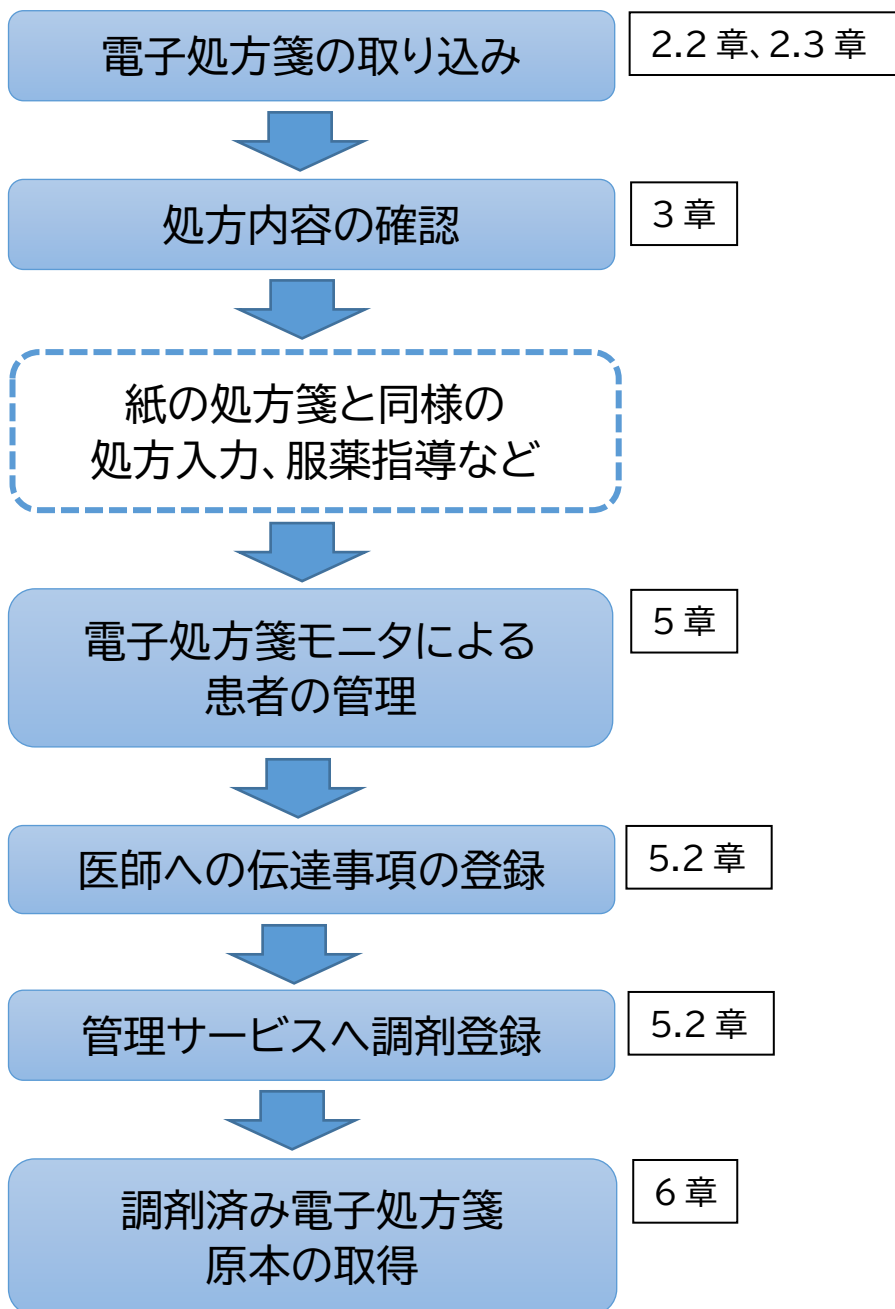 電子処方箋の取り込み
2.2 章、2.3 章
処方内容の確認
3 章
紙の処方箋と同様の
処方入力、服薬指導など
電子処方箋モニタによる
患者の管理
5 章
医師への伝達事項の登録
5.2 章
管理サービスへ調剤登録
5.2 章
調剤済み電子処方箋
原本の取得
6 章